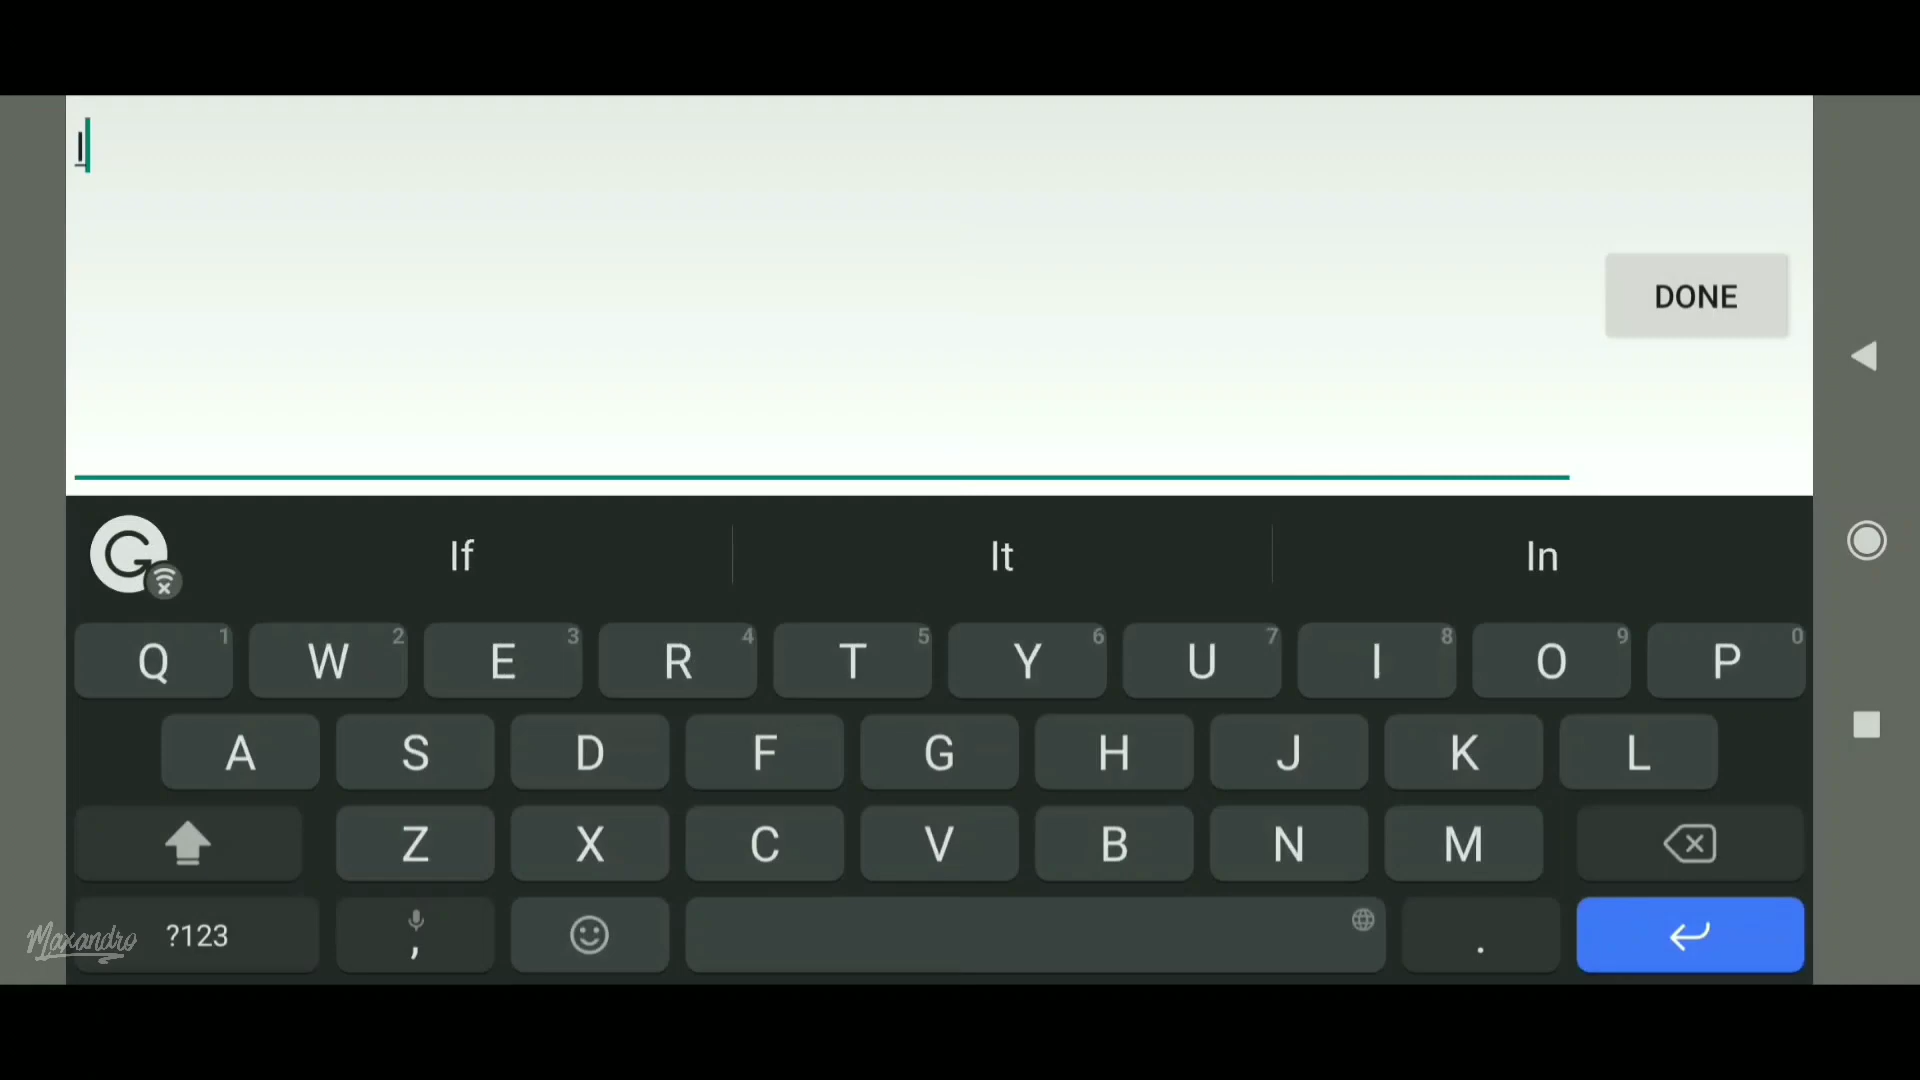 I
DONE
If It In
Q 1 W 2 E 3 R 4 T 5 Y 6 U 7 I 8 O 9 P 0
A S D F G H J K L
Z X C V B N M
?123 , .
Maxandro